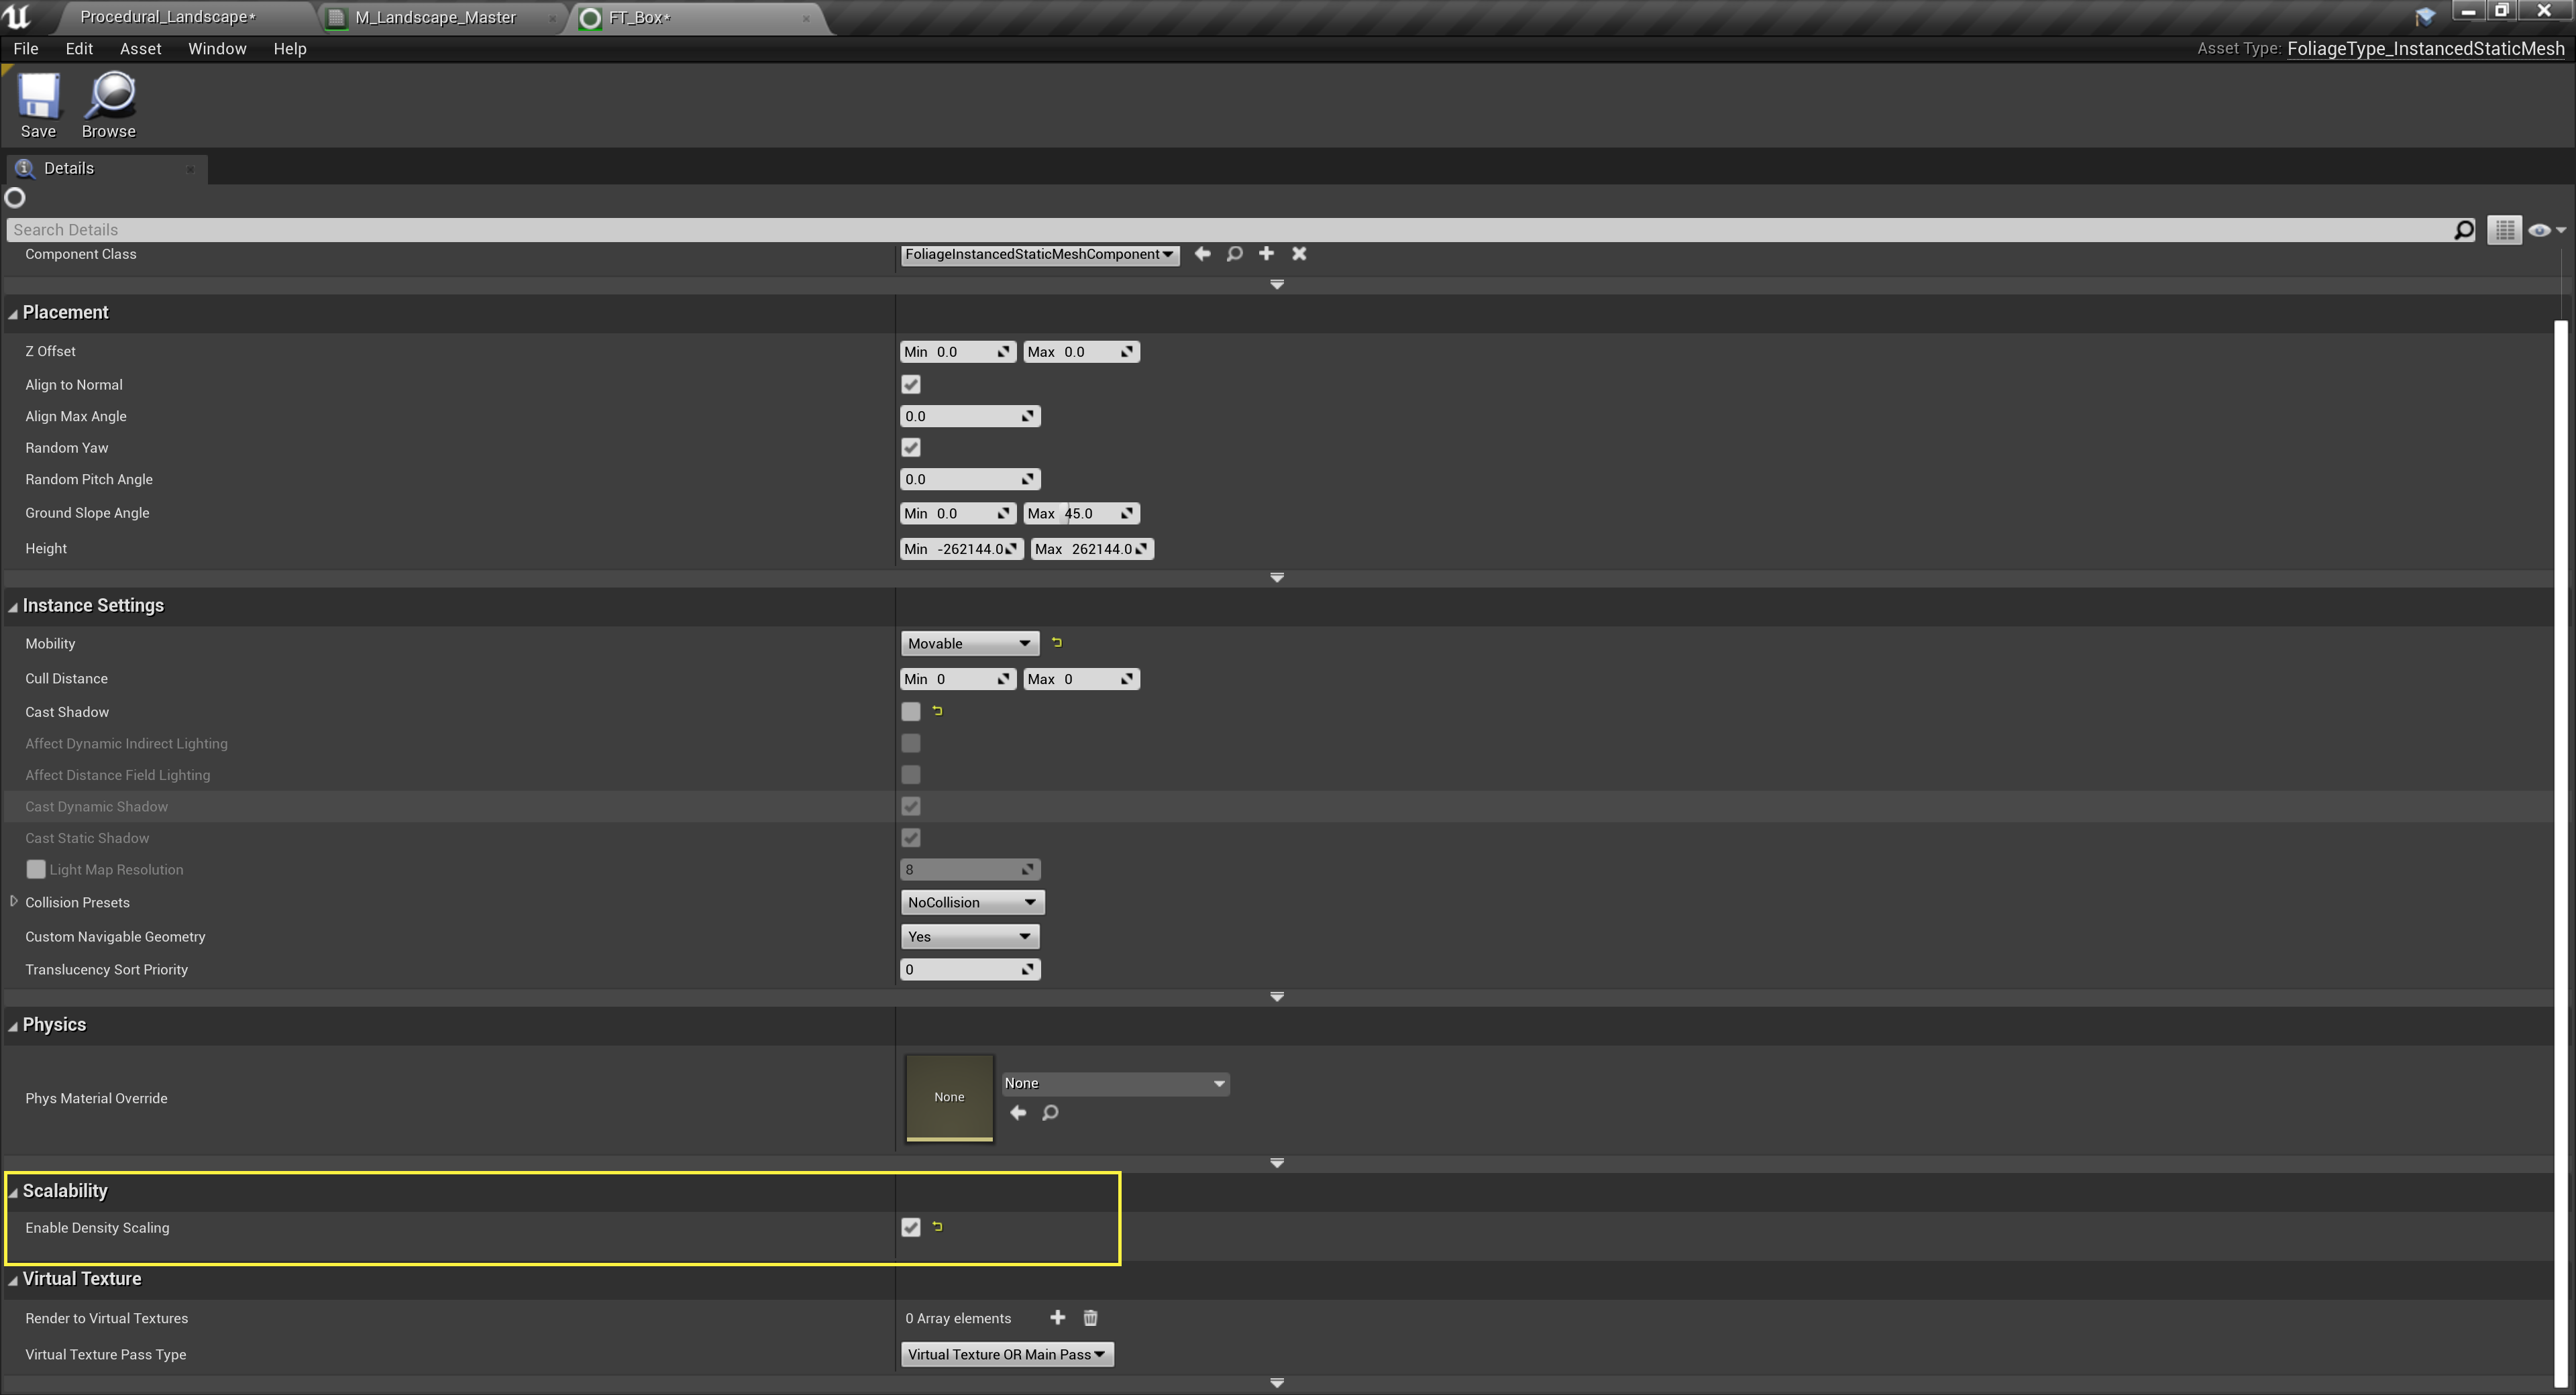 Procedural_Landscape* M_Landscape_Master FT_Box*
File Edit Asset Window Help Asset Type: FoliageType_InstancedStaticMesh
Save Browse
Details
Search Details
Component Class FoliageInstancedStaticMeshComponent
Placement
Z Offset Min 0.0 Max 0.0
Align to Normal
Align Max Angle 0.0
Random Yaw
Random Pitch Angle 0.0
Ground Slope Angle Min 0.0 Max 45.0
Height Min -262144.0 Max 262144.0
Instance Settings
Mobility Movable
Cull Distance Min 0 Max 0
Cast Shadow
Affect Dynamic Indirect Lighting
Affect Distance Field Lighting
Cast Dynamic Shadow
Cast Static Shadow
Light Map Resolution 8
Collision Presets NoCollision
Custom Navigable Geometry Yes
Translucency Sort Priority 0
Physics
Phys Material Override None None
Scalability
Enable Density Scaling
Virtual Texture
Render to Virtual Textures 0 Array elements
Virtual Texture Pass Type Virtual Texture OR Main Pass